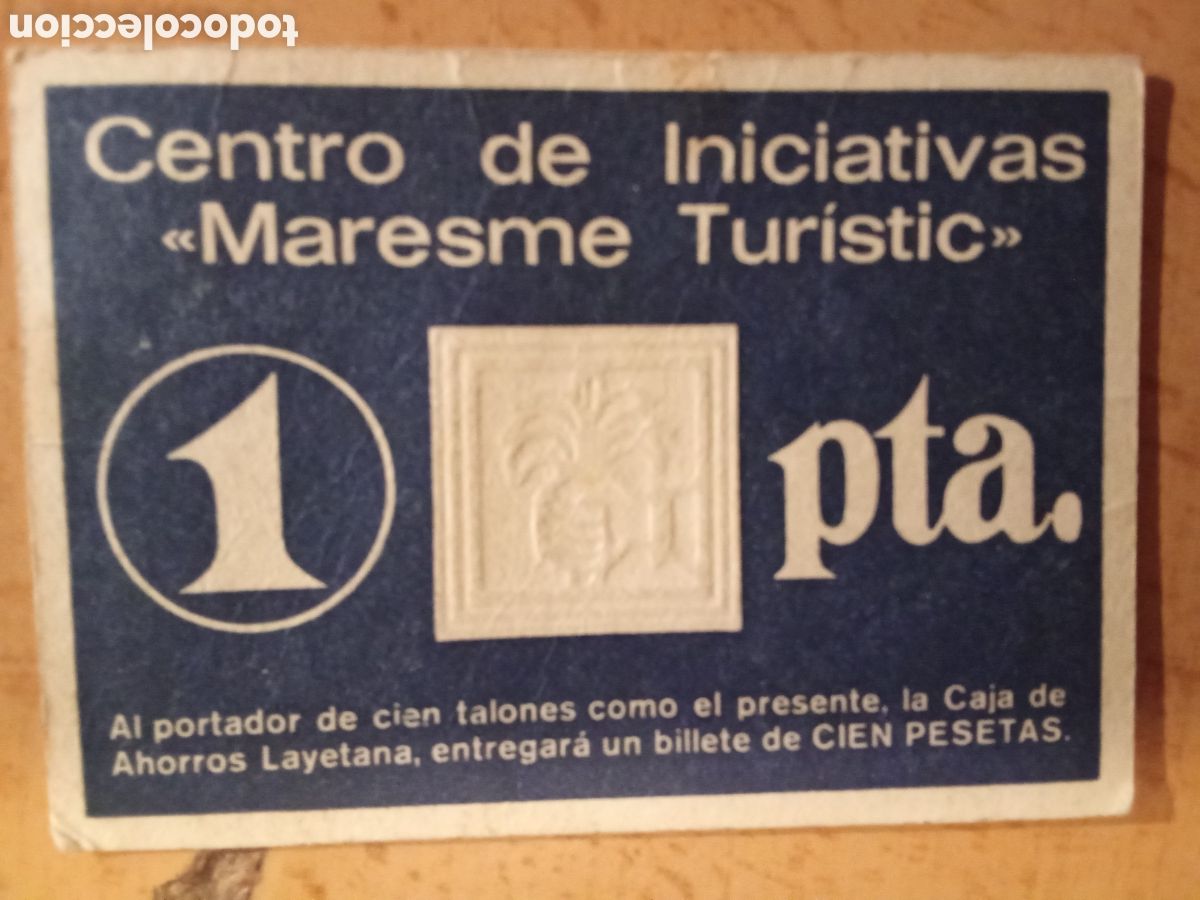 todocoleccion
Centro de Iniciativas
«Maresme Turístic»
1 pta.
Al portador de cien talones como el presente, la Caja de
Ahorros Layetana, entregará un billete de CIEN PESETAS.